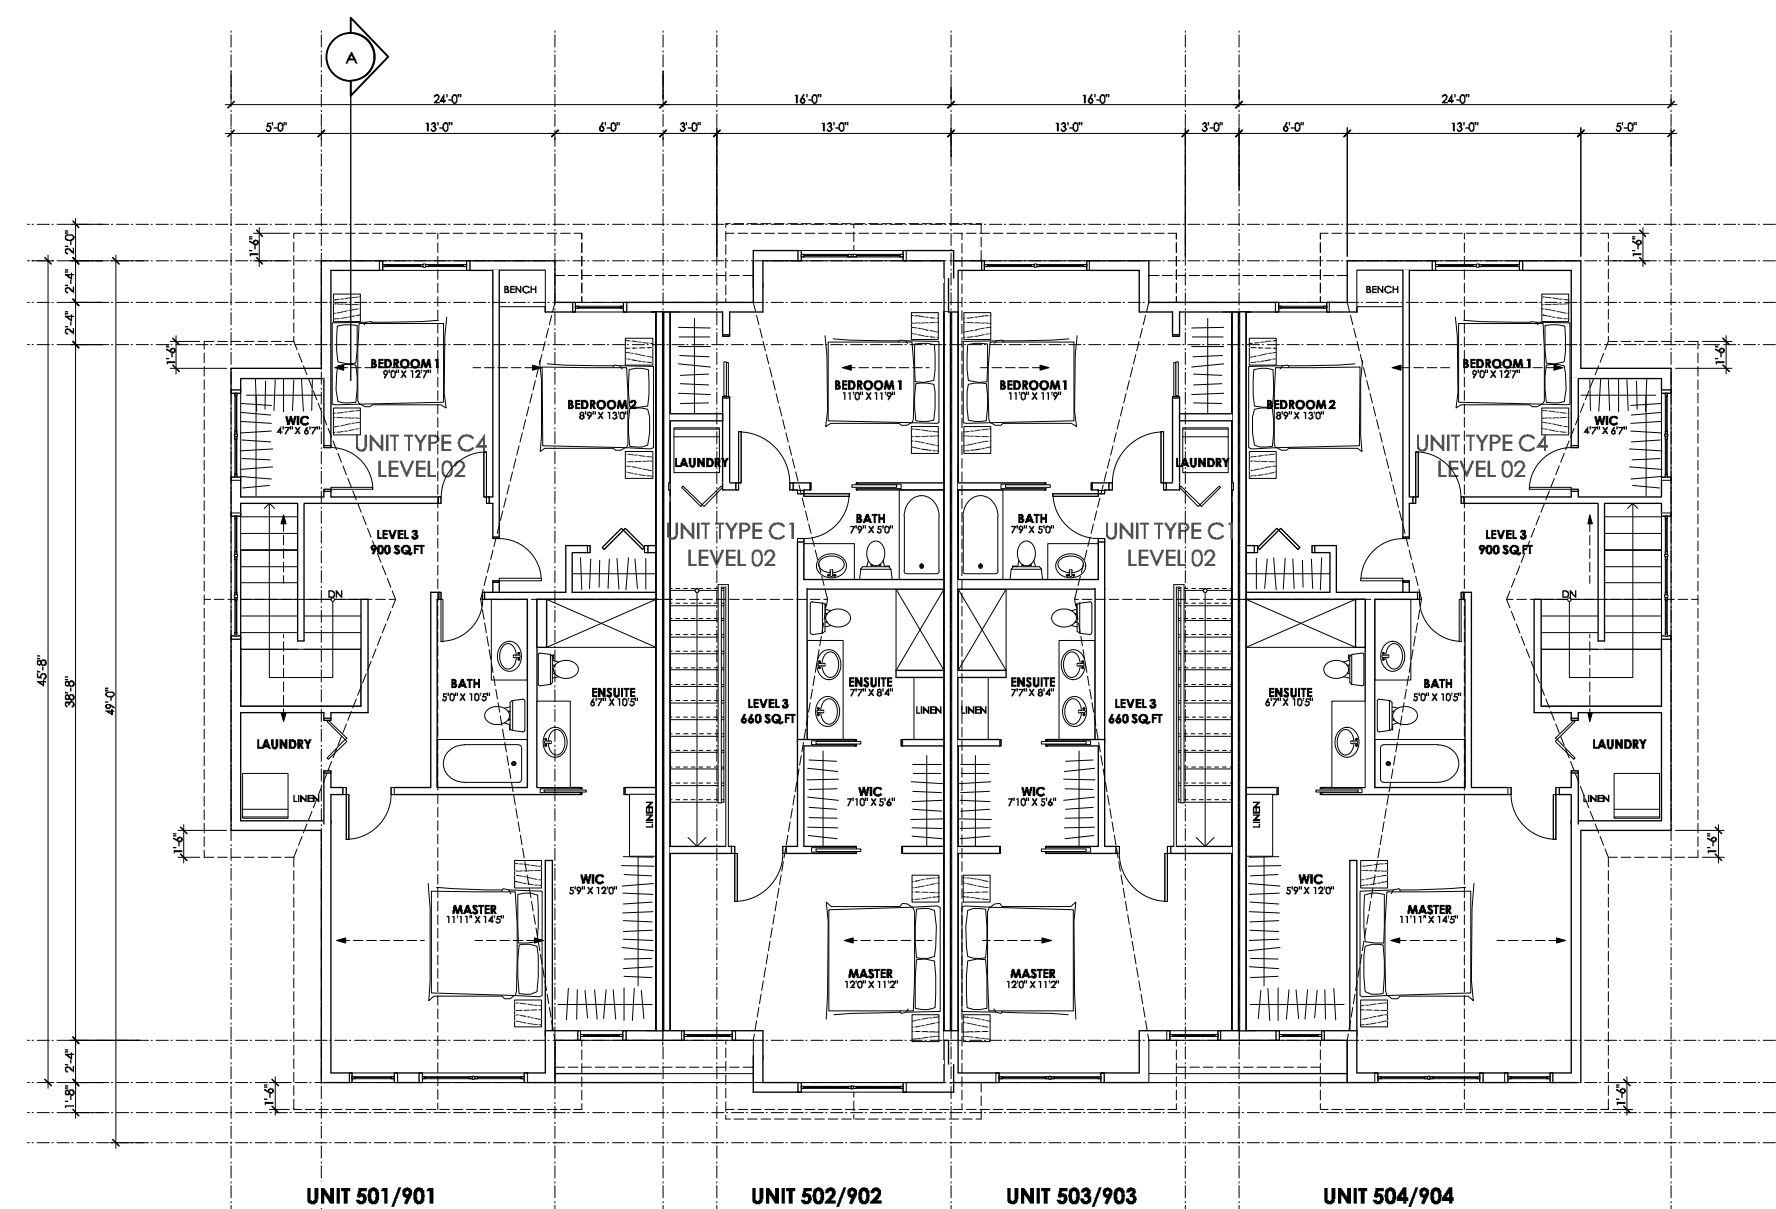 A
24'-0"
16'-0"
16'-0"
24'-0"
5'-0"
13'-0"
6'-0"
3'-0"
13'-0"
13'-0"
3'-0"
6'-0"
13'-0"
5'-0"
2'-0"
2'-4"
2'-4"
45'-8"
38'-8"
49'-0"
2'-4"
1'-8"
1'-6"
1'-6"
1'-6"
1'-6"
1'-6"
1'-6"
1'-6"
1'-6"
BENCH
BEDROOM 1
9'0" X 12'7"
BEDROOM 2
8'9" X 13'0"
WIC
4'7" X 6'7"
UNIT TYPE C4
LEVEL 02
LEVEL 3
900 SQ.FT
DN
BATH
5'0" X 10'5"
ENSUITE
6'7" X 10'5"
LAUNDRY
LINEN
LINEN
WIC
5'9" X 12'0"
MASTER
11'11" X 14'5"
BEDROOM 1
11'0" X 11'9"
LAUNDRY
UNIT TYPE C1
LEVEL 02
BATH
7'9" X 5'0"
ENSUITE
7'7" X 8'4"
LINEN
LEVEL 3
660 SQ.FT
WIC
7'10" X 5'6"
MASTER
12'0" X 11'2"
BEDROOM 1
11'0" X 11'9"
LAUNDRY
UNIT TYPE C1
LEVEL 02
BATH
7'9" X 5'0"
ENSUITE
7'7" X 8'4"
LINEN
LEVEL 3
660 SQ.FT
WIC
7'10" X 5'6"
MASTER
12'0" X 11'2"
BENCH
BEDROOM 1
9'0" X 12'7"
BEDROOM 2
8'9" X 13'0"
WIC
4'7" X 6'7"
UNIT TYPE C4
LEVEL 02
LEVEL 3
900 SQ.FT
DN
BATH
5'0" X 10'5"
ENSUITE
6'7" X 10'5"
LAUNDRY
LINEN
LINEN
WIC
5'9" X 12'0"
MASTER
11'11" X 14'5"
UNIT 501/901
UNIT 502/902
UNIT 503/903
UNIT 504/904